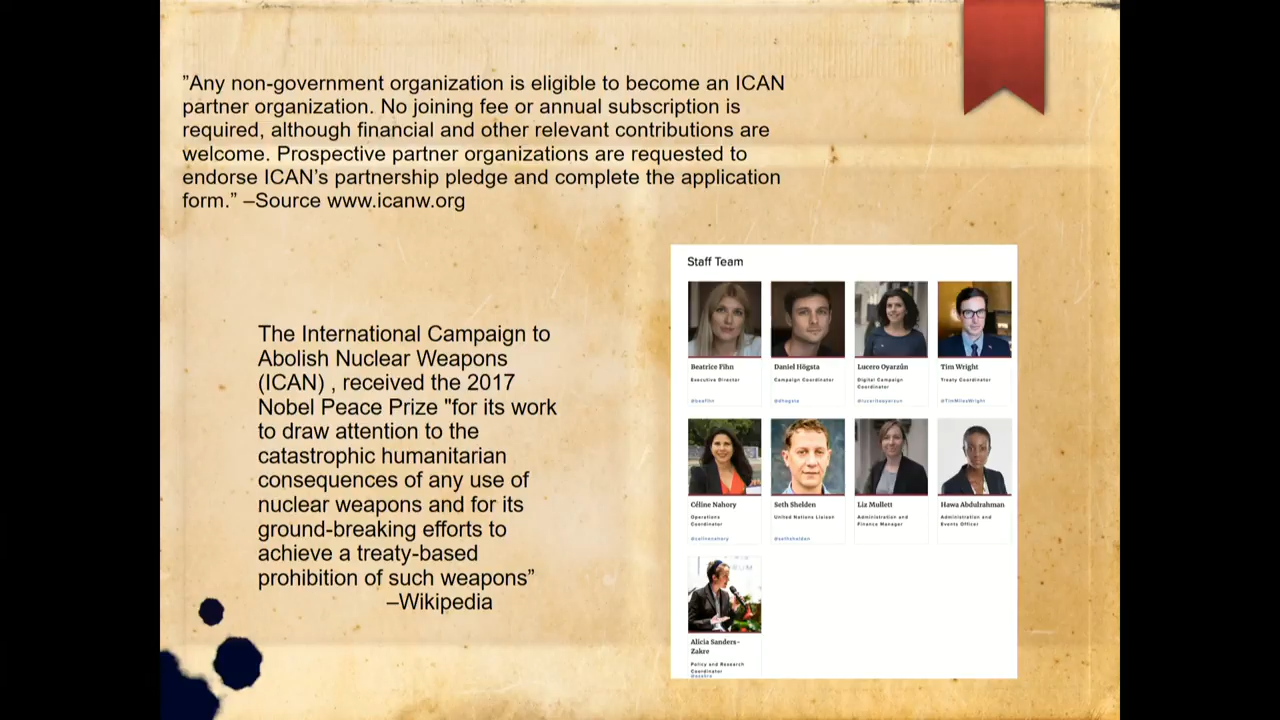 ”Any non-government organization is eligible to become an ICAN
partner organization. No joining fee or annual subscription is
required, although financial and other relevant contributions are
welcome. Prospective partner organizations are requested to
endorse ICAN’s partnership pledge and complete the application
form.” –Source www.icanw.org
The International Campaign to
Abolish Nuclear Weapons
(ICAN) , received the 2017
Nobel Peace Prize "for its work
to draw attention to the
catastrophic humanitarian
consequences of any use of
nuclear weapons and for its
ground-breaking efforts to
achieve a treaty-based
prohibition of such weapons”
–Wikipedia
Staff Team
Beatrice Fihn
Executive Director
@beafihn
Daniel Högsta
Campaign Coordinator
@dhogsta
Lucero Oyarzún
Digital Campaign
Coordinator
Tim Wright
Treaty Coordinator
@TimMilesWright
Céline Nahory
Operations
Coordinator
@celinenahory
Seth Shelden
United Nations Liaison
@sethshelden
Liz Mullett
Administration and
Finance Manager
Hawa Abdulrahman
Administration and
Events Officer
Alicia Sanders-
Zakre
Policy and Research
Coordinator